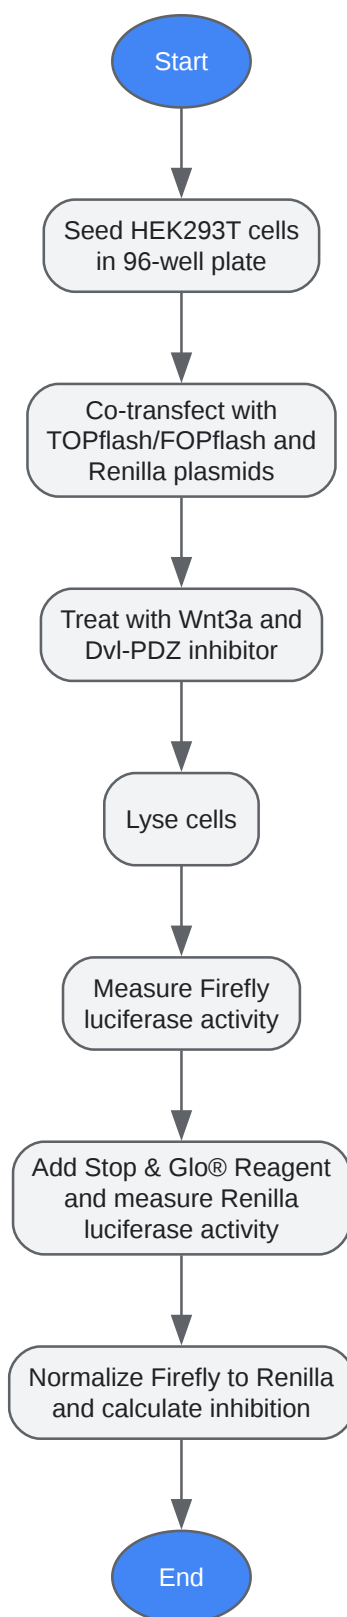 Start
Seed HEK293T cells
in 96-well plate
Co-transfect with
TOPflash/FOPflash and
Renilla plasmids
Treat with Wnt3a and
Dvl-PDZ inhibitor
Lyse cells
Measure Firefly
luciferase activity
Add Stop & Glo® Reagent
and measure Renilla
luciferase activity
Normalize Firefly to Renilla
and calculate inhibition
End